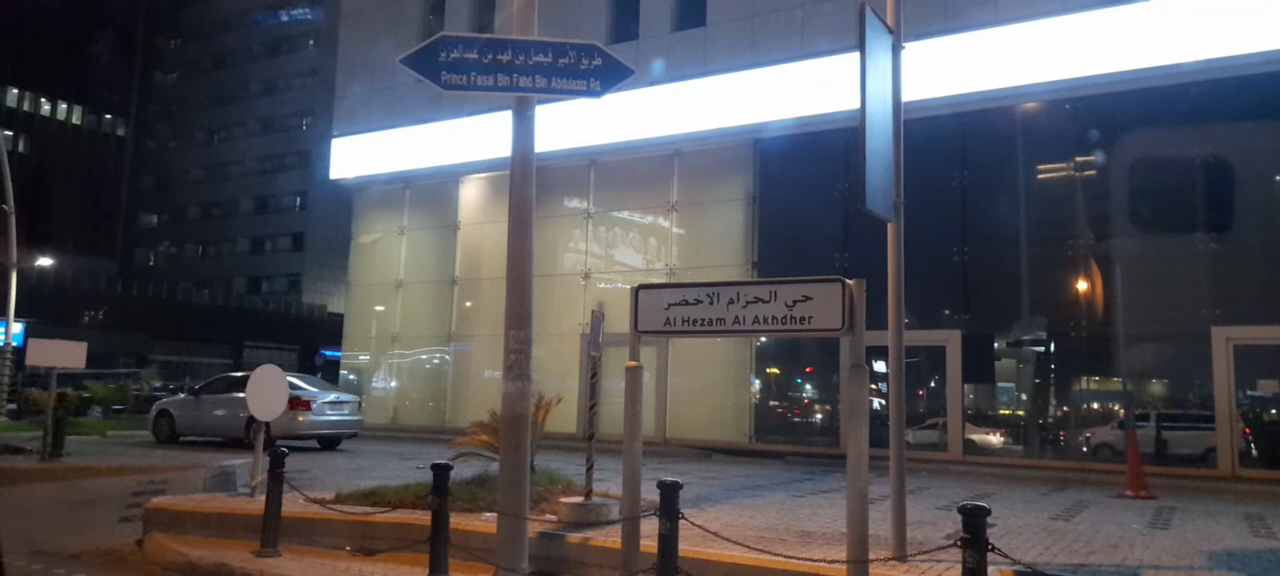 طريق الأمير فيصل بن فهد بن عبدالعزيز
Prince Faisal Bin Fahd Bin Abdulaziz Rd.
حي الحزام الاخضر
Al Hezam Al Akhdher